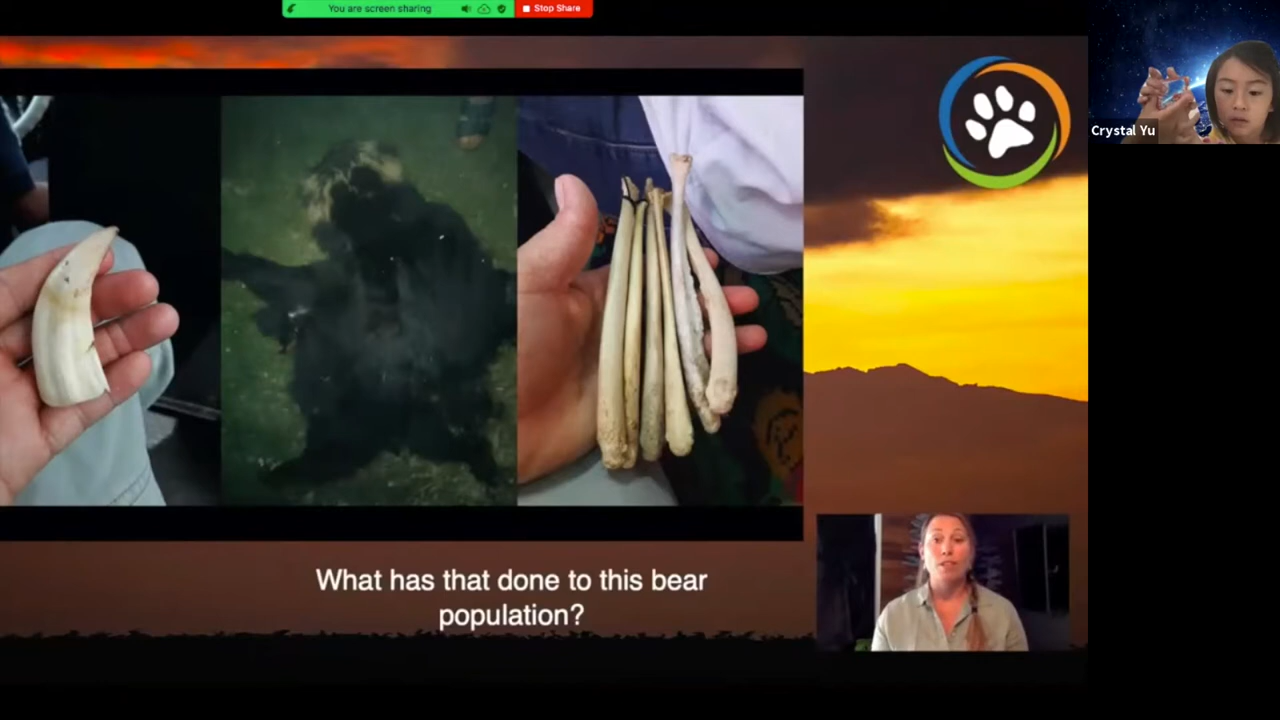 You are screen sharing
Stop Share
Crystal Yu
What has that done to this bear
population?